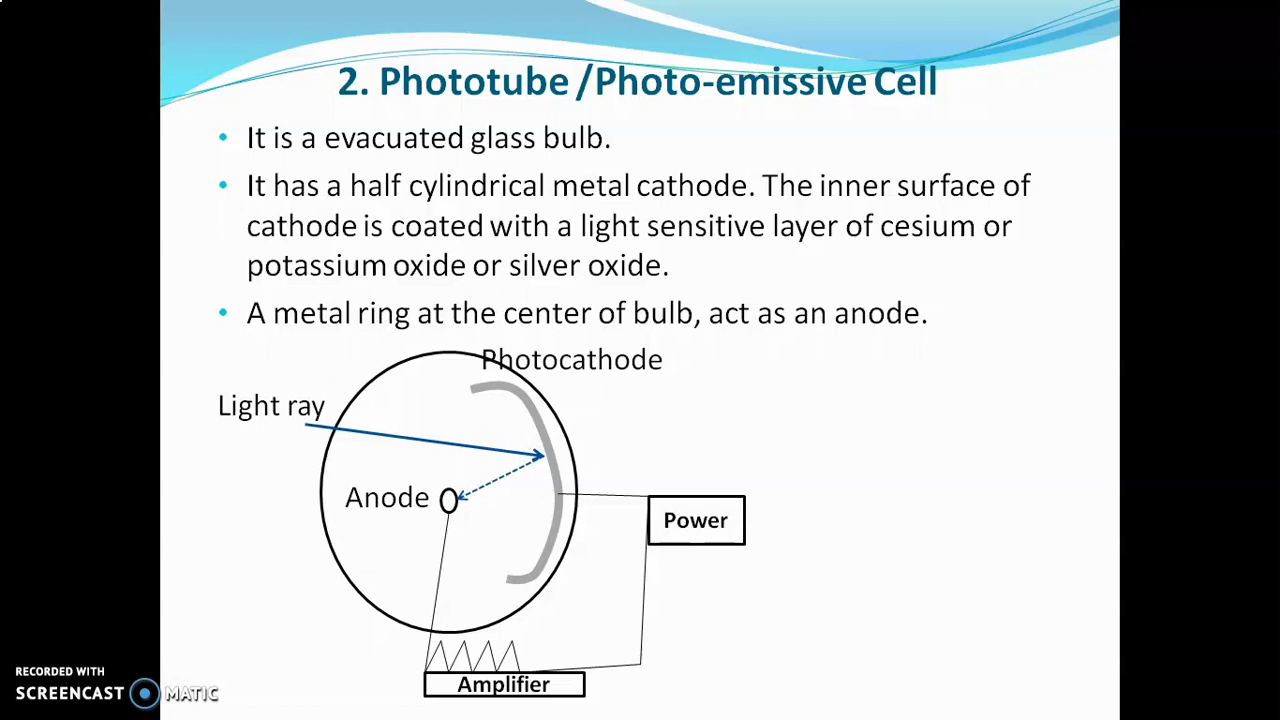 2. Phototube /Photo-emissive Cell
• It is a evacuated glass bulb.
• It has a half cylindrical metal cathode. The inner surface of
cathode is coated with a light sensitive layer of cesium or
potassium oxide or silver oxide.
• A metal ring at the center of bulb, act as an anode.
Photocathode
Light ray
Anode
Power
Amplifier
RECORDED WITH
SCREENCAST MATIC